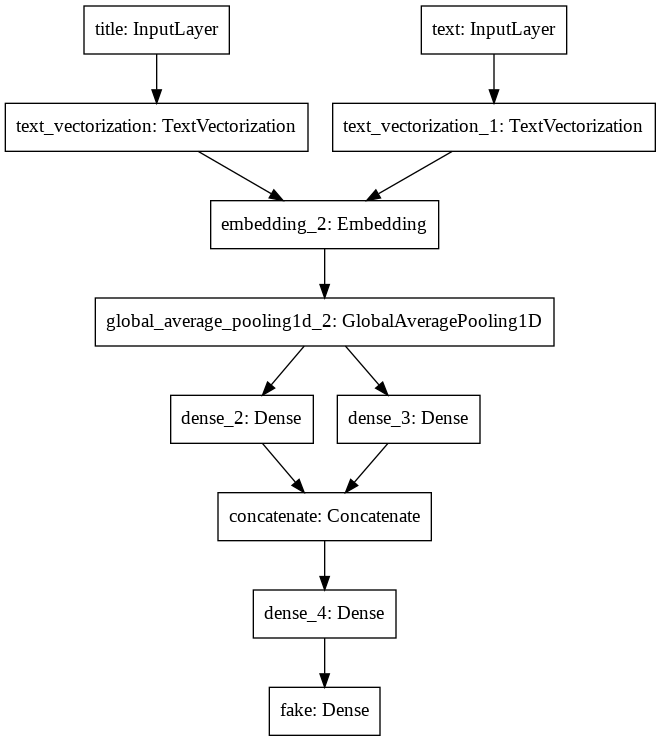 title: InputLayer
text: InputLayer
text_vectorization: TextVectorization
text_vectorization_1: TextVectorization
embedding_2: Embedding
global_average_pooling1d_2: GlobalAveragePooling1D
dense_2: Dense
dense_3: Dense
concatenate: Concatenate
dense_4: Dense
fake: Dense